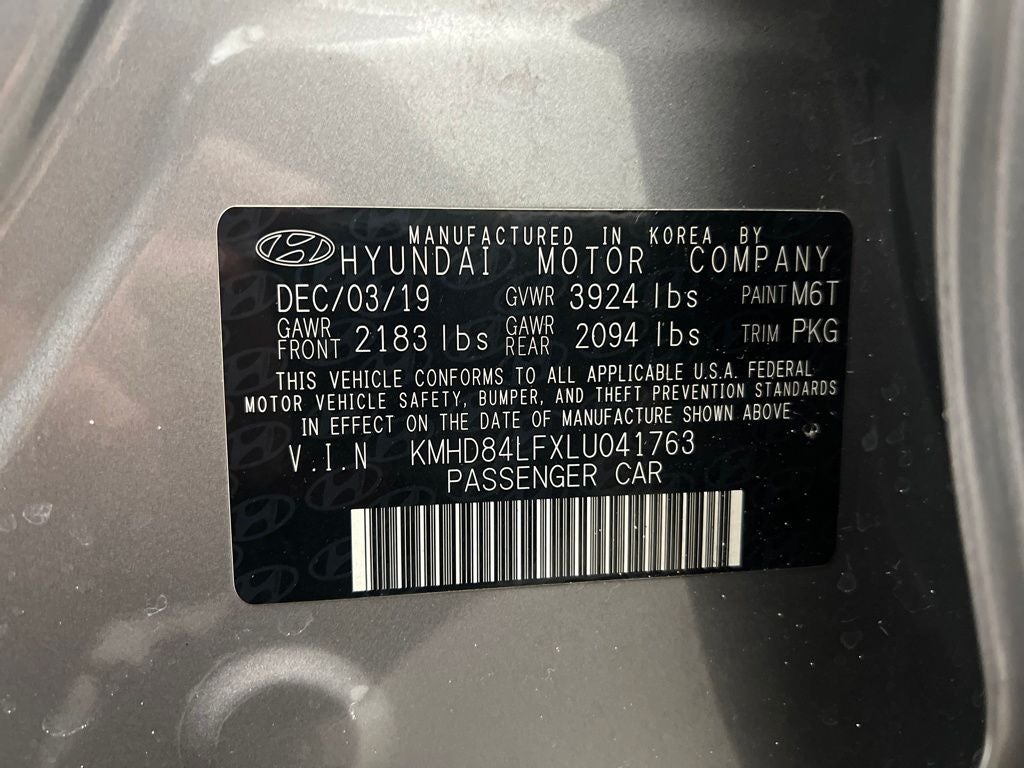 MANUFACTURED IN KOREA BY
HYUNDAI MOTOR COMPANY
DEC/03/19 GVWR 3924 lbs PAINT M6T
GAWR FRONT 2183 lbs GAWR REAR 2094 lbs TRIM PKG
THIS VEHICLE CONFORMS TO ALL APPLICABLE U.S.A. FEDERAL
MOTOR VEHICLE SAFETY, BUMPER, AND THEFT PREVENTION STANDARDS
IN EFFECT ON THE DATE OF MANUFACTURE SHOWN ABOVE
V.I.N KMHD84LFXLU041763
PASSENGER CAR